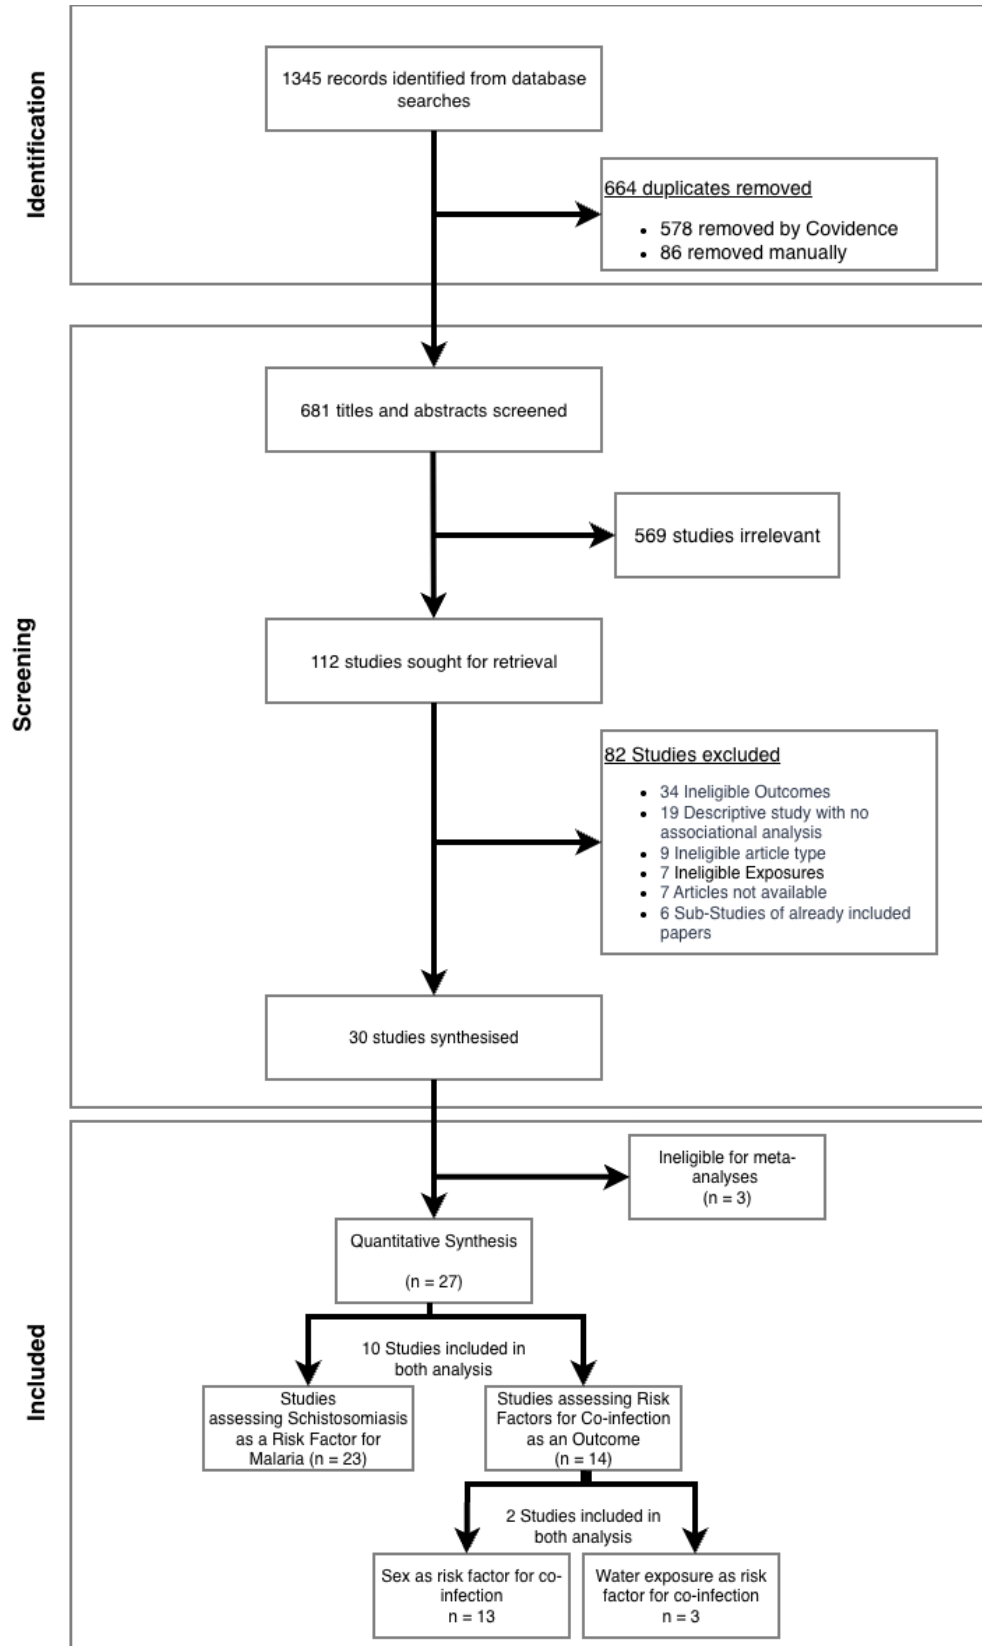 Identification
1345 records identified from database
searches
664 duplicates removed
• 578 removed by Covidence
• 86 removed manually
Screening
681 titles and abstracts screened
569 studies irrelevant
112 studies sought for retrieval
82 Studies excluded
• 34 Ineligible Outcomes
• 19 Descriptive study with no
associational analysis
• 9 Ineligible article type
• 7 Ineligible Exposures
• 7 Articles not available
• 6 Sub-Studies of already included
papers
30 studies synthesised
Included
Ineligible for meta-
analyses
(n = 3)
Quantitative Synthesis
(n = 27)
10 Studies included in
both analysis
Studies
assessing Schistosomiasis
as a Risk Factor for
Malaria (n = 23)
Studies assessing Risk
Factors for Co-infection
as an Outcome
(n = 14)
2 Studies included in
both analysis
Sex as risk factor for co-
infection
n = 13
Water exposure as risk
factor for co-infection
n = 3